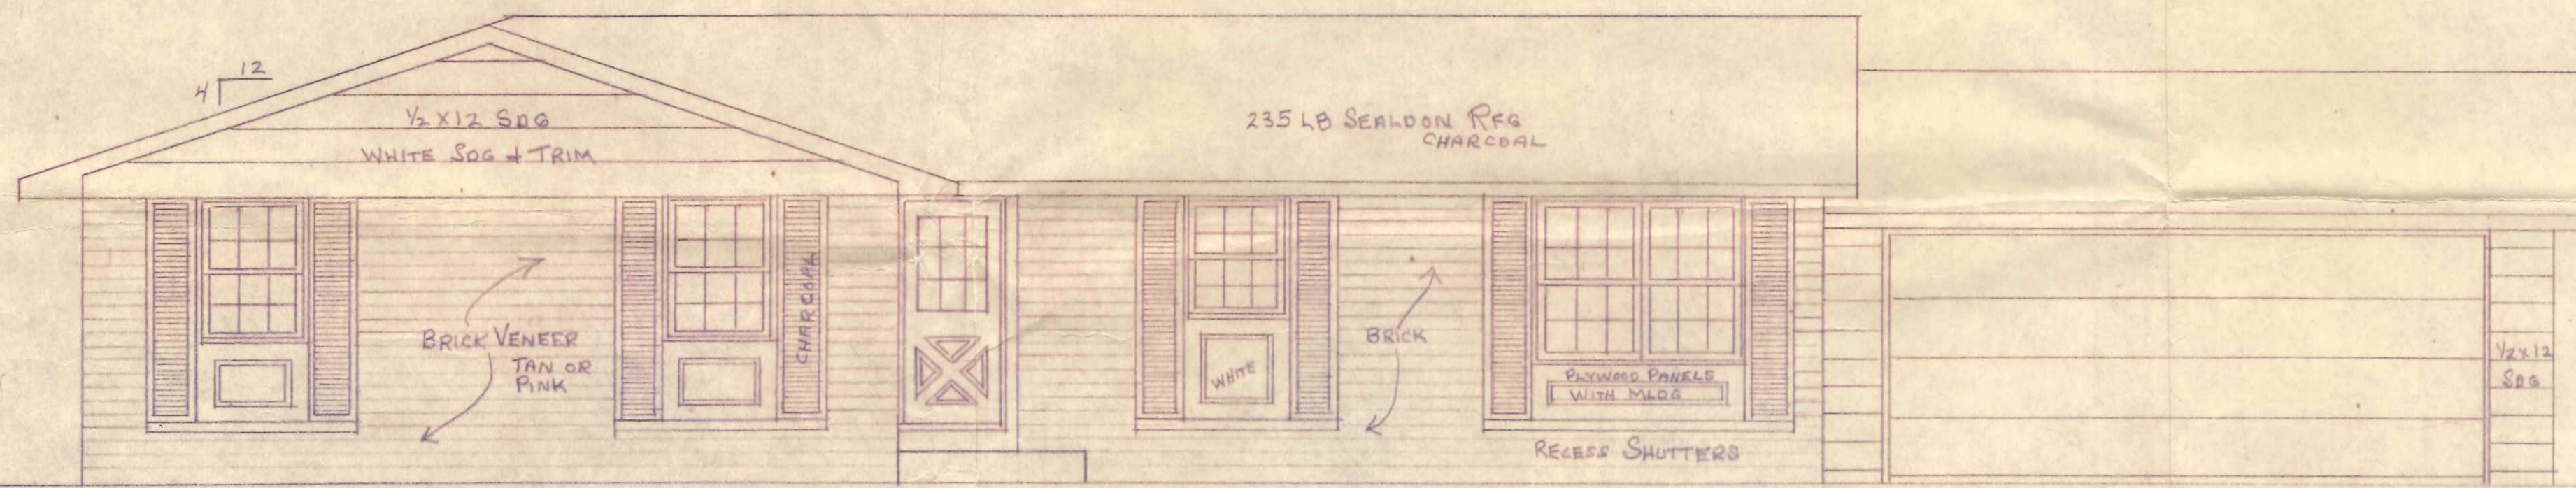 12
4
½ X 12 SDG
WHITE SDG & TRIM
235 LB SEALDON RFG
CHARCOAL
CHARCOAL
BRICK VENEER
TAN OR
PINK
WHITE
BRICK
PLYWOOD PANELS
WITH MLDG
RECESS SHUTTERS
½ X 12
SDG